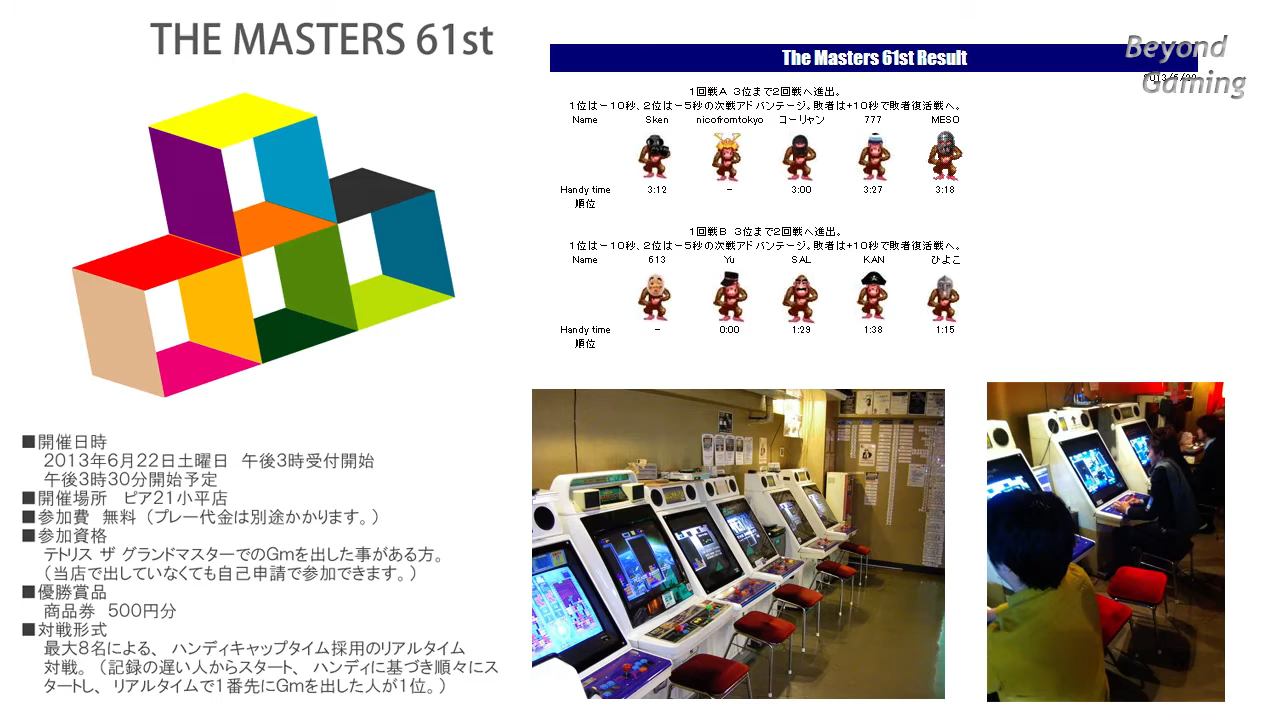 THE MASTERS 61st
■開催日時
2013年6月22日土曜日 午後3時受付開始
午後3時30分開始予定
■開催場所 ピア21小平店
■参加費 無料 （プレー代金は別途かかります。）
■参加資格
テトリス ザ グランドマスターでのGmを出した事がある方。
（当店で出していなくても自己申請で参加できます。）
■優勝賞品
商品券 500円分
■対戦形式
最大8名による、 ハンディキャップタイム採用のリアルタイム
対戦。 （記録の遅い人からスタート、 ハンディに基づき順々にス
タートし、 リアルタイムで1番先にGmを出した人が1位。）
The Masters 61st Result
Beyond
Gaming
1回戦A 3位まで2回戦へ進出。
1位は－10秒、2位は－5秒の次戦アドバンテージ。敗者は+10秒で敗者復活戦へ。
Name Sken nicofromtokyo コーリャン 777 MESO
Handy time 3:12 - 3:00 3:27 3:18
順位
1回戦B 3位まで2回戦へ進出。
1位は－10秒、2位は－5秒の次戦アドバンテージ。敗者は+10秒で敗者復活戦へ。
Name 613 Yu SAL KAN ひよこ
Handy time - 0:00 1:29 1:38 1:15
順位